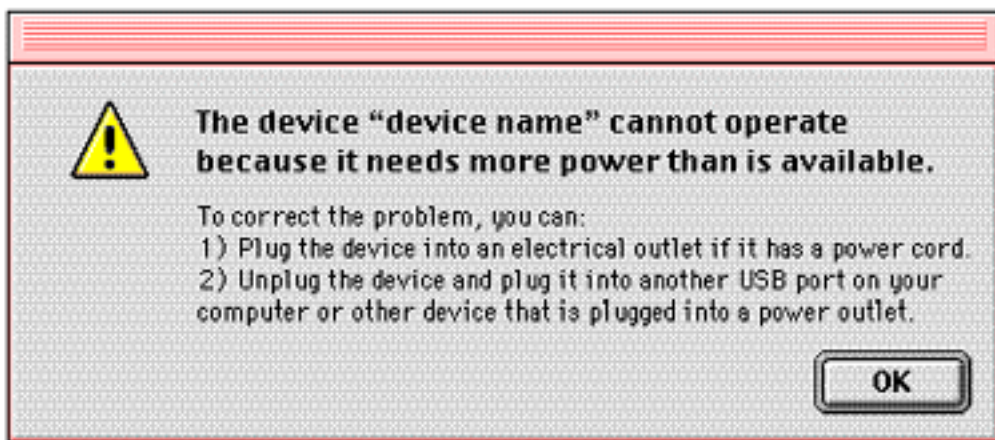 The device “device name” cannot operate
because it needs more power than is available.
To correct the problem, you can:
1) Plug the device into an electrical outlet if it has a power cord.
2) Unplug the device and plug it into another USB port on your
computer or other device that is plugged into a power outlet.
OK